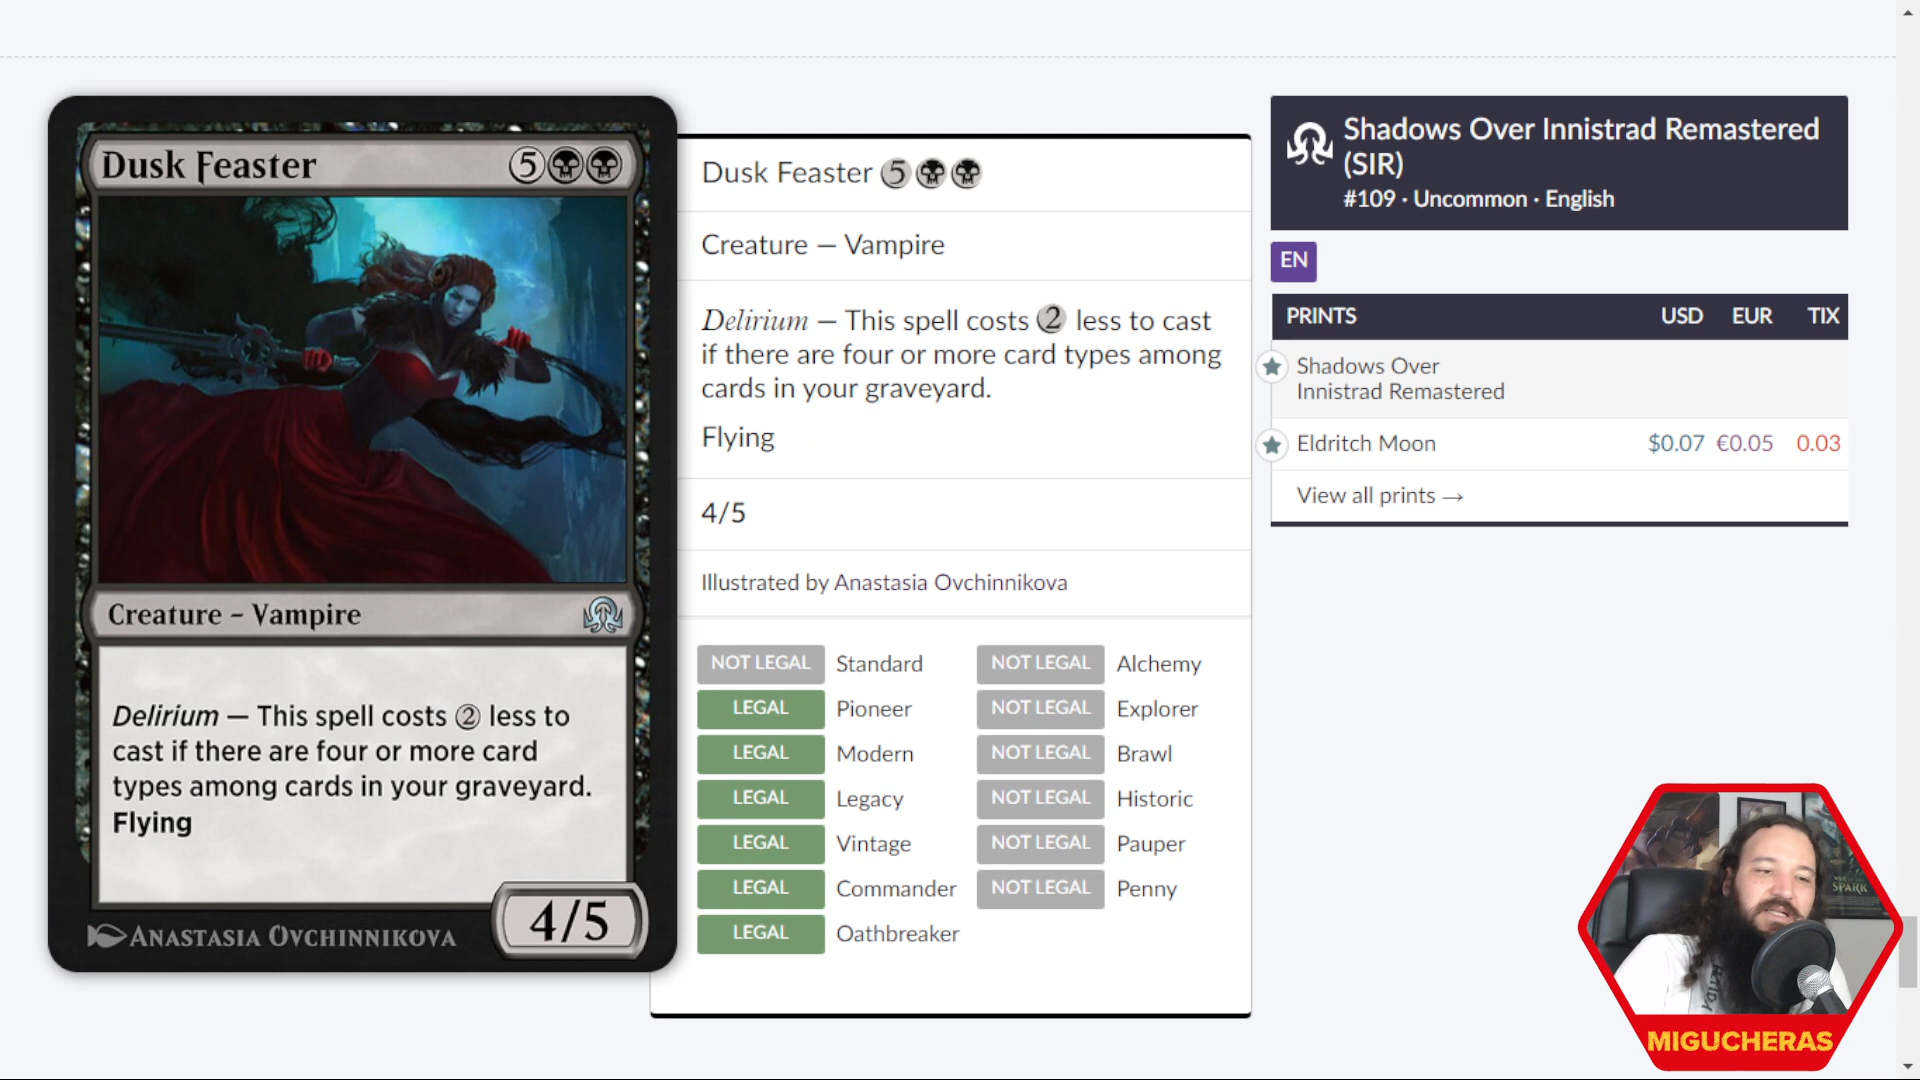 Dusk Feaster 5
Creature – Vampire
Delirium — This spell costs 2 less to
cast if there are four or more card
types among cards in your graveyard.
Flying
4/5
ANASTASIA OVCHINNIKOVA
Dusk Feaster 5
Creature — Vampire
Delirium — This spell costs 2 less to cast
if there are four or more card types among
cards in your graveyard.
Flying
4/5
Illustrated by Anastasia Ovchinnikova
NOT LEGAL Standard NOT LEGAL Alchemy
LEGAL Pioneer NOT LEGAL Explorer
LEGAL Modern NOT LEGAL Brawl
LEGAL Legacy NOT LEGAL Historic
LEGAL Vintage NOT LEGAL Pauper
LEGAL Commander NOT LEGAL Penny
LEGAL Oathbreaker
Shadows Over Innistrad Remastered
(SIR)
#109 · Uncommon · English
EN
PRINTS USD EUR TIX
Shadows Over
Innistrad Remastered
Eldritch Moon $0.07 €0.05 0.03
View all prints →
SPARK
MIGUCHERAS